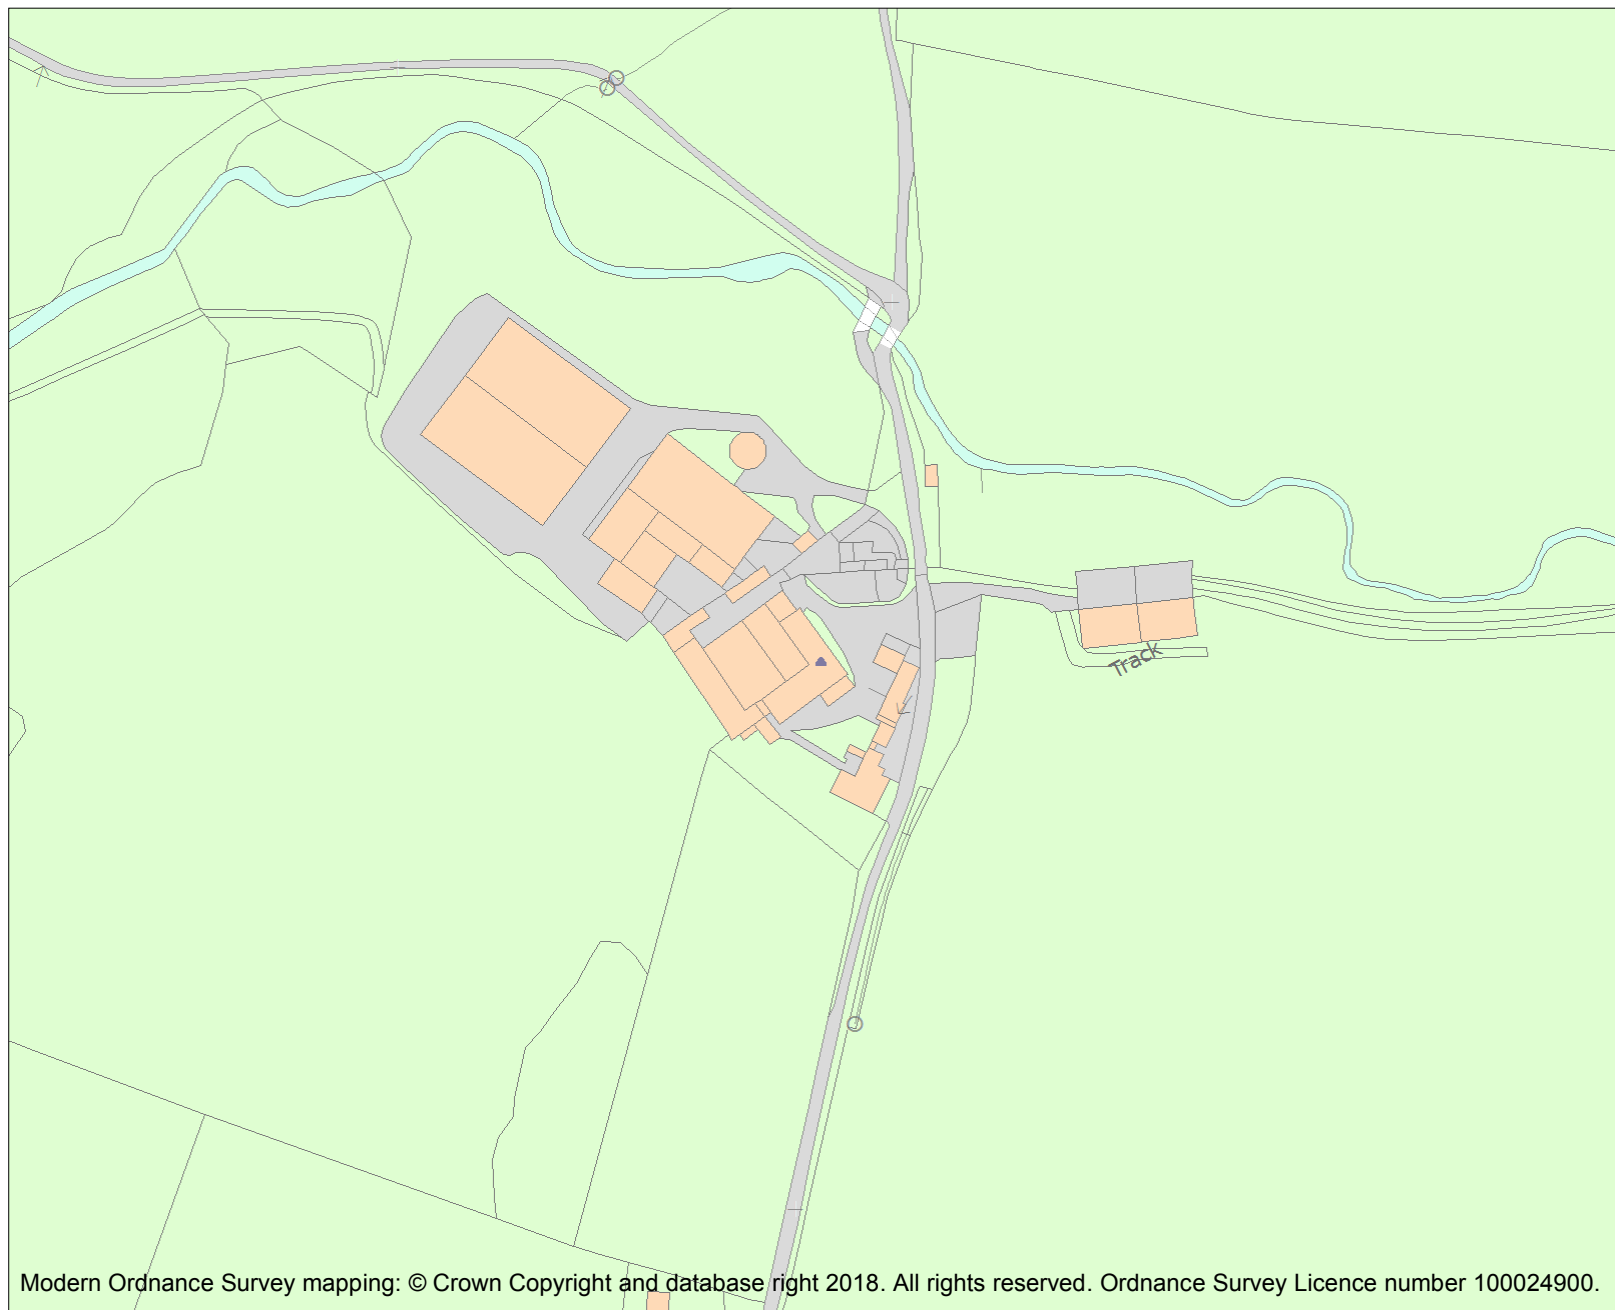 Track
Modern Ordnance Survey mapping: © Crown Copyright and database right 2018. All rights reserved. Ordnance Survey Licence number 100024900.